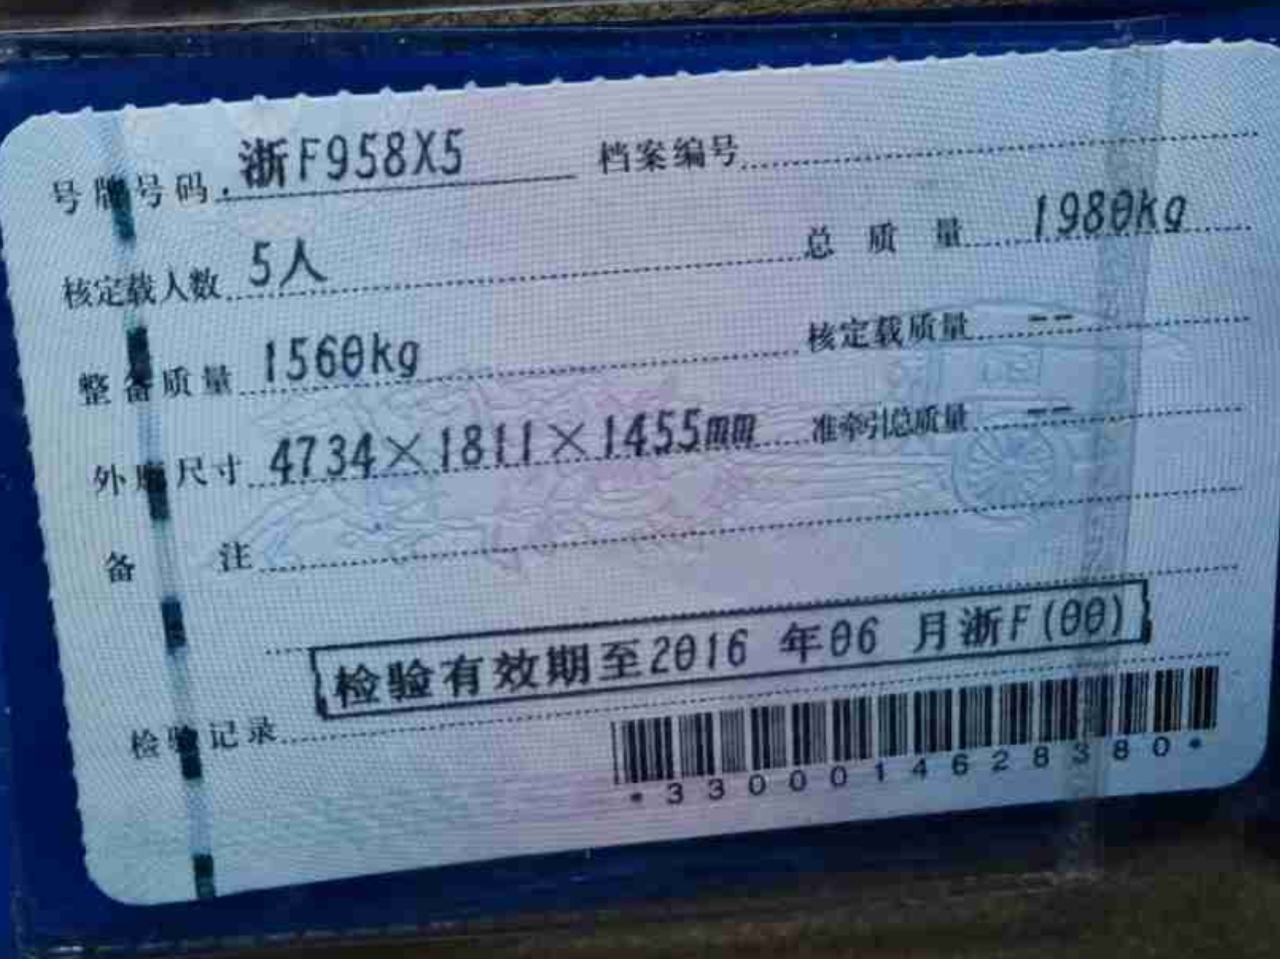 号牌号码 浙F958X5 档案编号
核定载人数 5人 总质量 1980kg
整备质量 1560kg 核定载质量 --
外廓尺寸 4734×1811×1455mm 准牵引总质量 --
备注
检验有效期至2016年06月浙F(00)
检验记录
*3300014628380*